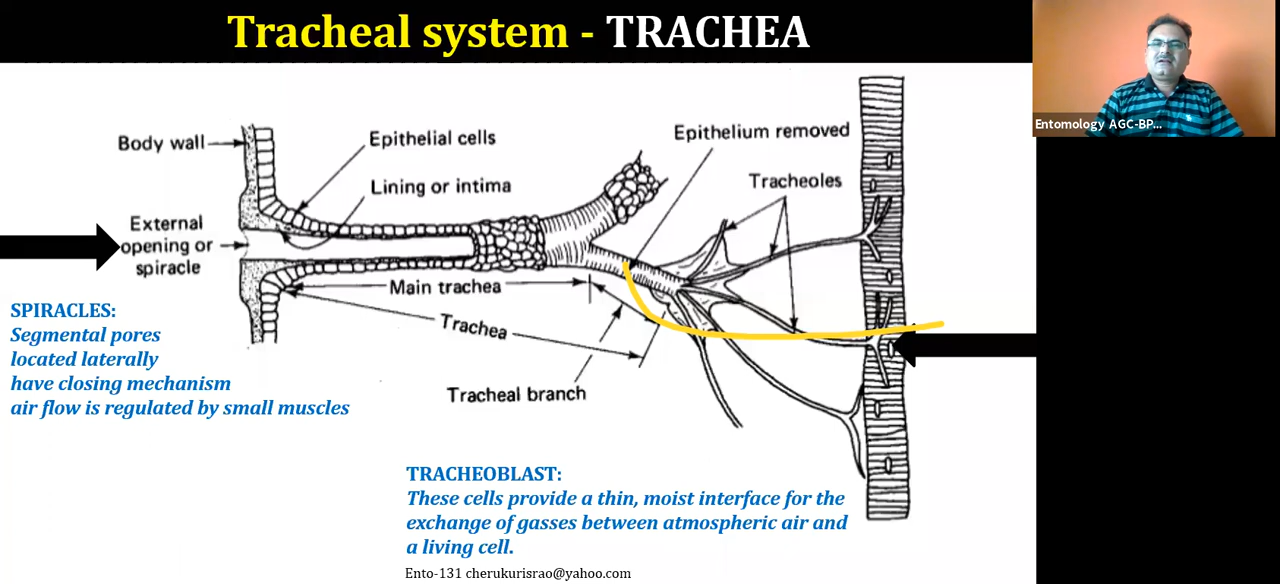 Tracheal system - TRACHEA
Entomology AGC-BP...
Body wall
Epithelial cells
Lining or intima
Epithelium removed
Tracheoles
External
opening or
spiracle
Main trachea
Trachea
Tracheal branch
SPIRACLES:
Segmental pores
located laterally
have closing mechanism
air flow is regulated by small muscles
TRACHEOBLAST:
These cells provide a thin, moist interface for the
exchange of gasses between atmospheric air and
a living cell.
Ento-131 cherukurisrao@yahoo.com